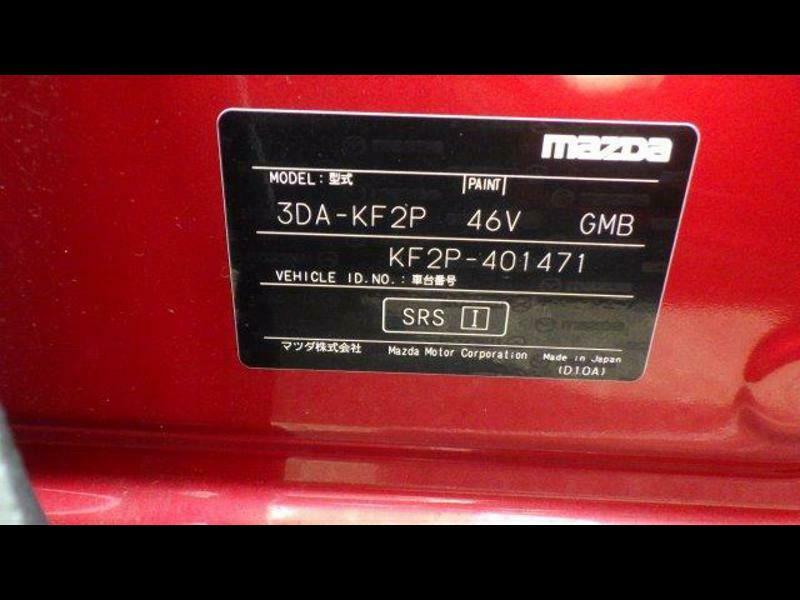 mazda
MODEL : 型式 PAINT
3DA-KF2P 46V GMB
KF2P-401471
VEHICLE ID.NO. : 車台番号
SRS I
マツダ株式会社 Mazda Motor Corporation Made in Japan
(D10A)